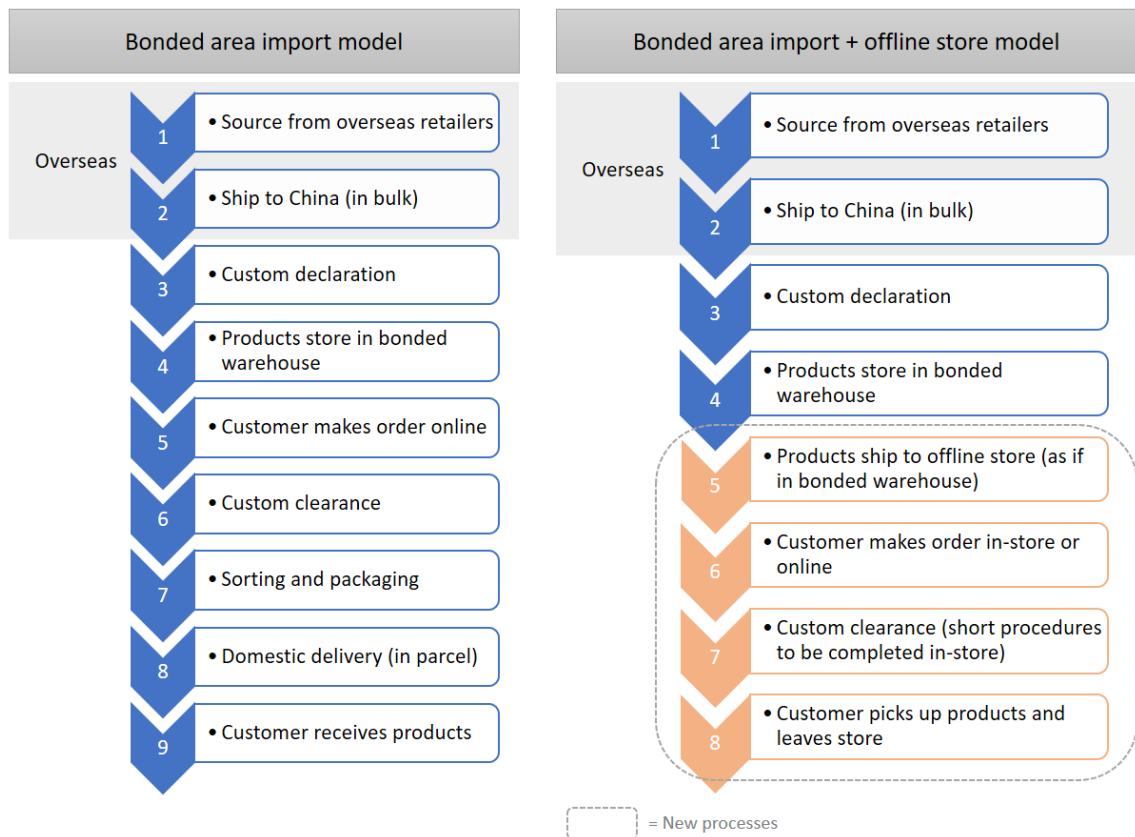 Bonded area import model
Overseas
1
• Source from overseas retailers
2
• Ship to China (in bulk)
3
• Custom declaration
4
• Products store in bonded
warehouse
5
• Customer makes order online
6
• Custom clearance
7
• Sorting and packaging
8
• Domestic delivery (in parcel)
9
• Customer receives products
Bonded area import + offline store model
Overseas
1
• Source from overseas retailers
2
• Ship to China (in bulk)
3
• Custom declaration
4
• Products store in bonded
warehouse
5
• Products ship to offline store (as if
in bonded warehouse)
6
• Customer makes order in-store or
online
7
• Custom clearance (short procedures
to be completed in-store)
8
• Customer picks up products and
leaves store
= New processes